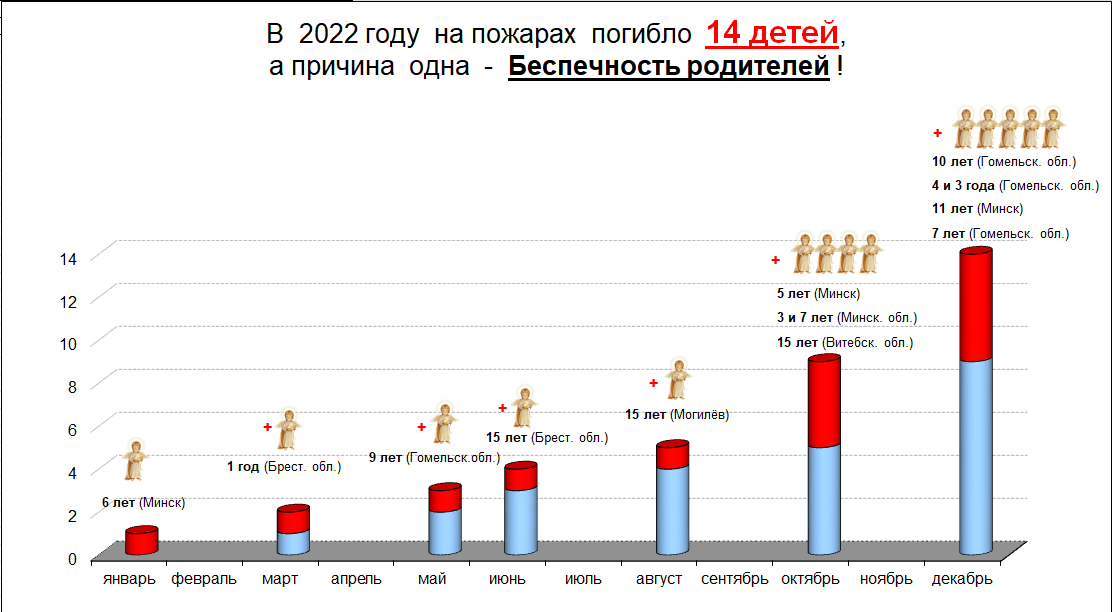 В 2022 году на пожарах погибло 14 детей,
а причина одна - Беспечность родителей !
+
10 лет (Гомельск. обл.)
4 и 3 года (Гомельск. обл.)
11 лет (Минск)
7 лет (Гомельск. обл.)
+
5 лет (Минск)
3 и 7 лет (Минск. обл.)
15 лет (Витебск. обл.)
+
15 лет (Могилёв)
+
15 лет (Брест. обл.)
+
9 лет (Гомельск.обл.)
+
1 год (Брест. обл.)
6 лет (Минск)
14
12
10
8
6
4
2
0
январь февраль март апрель май июнь июль август сентябрь октябрь ноябрь декабрь